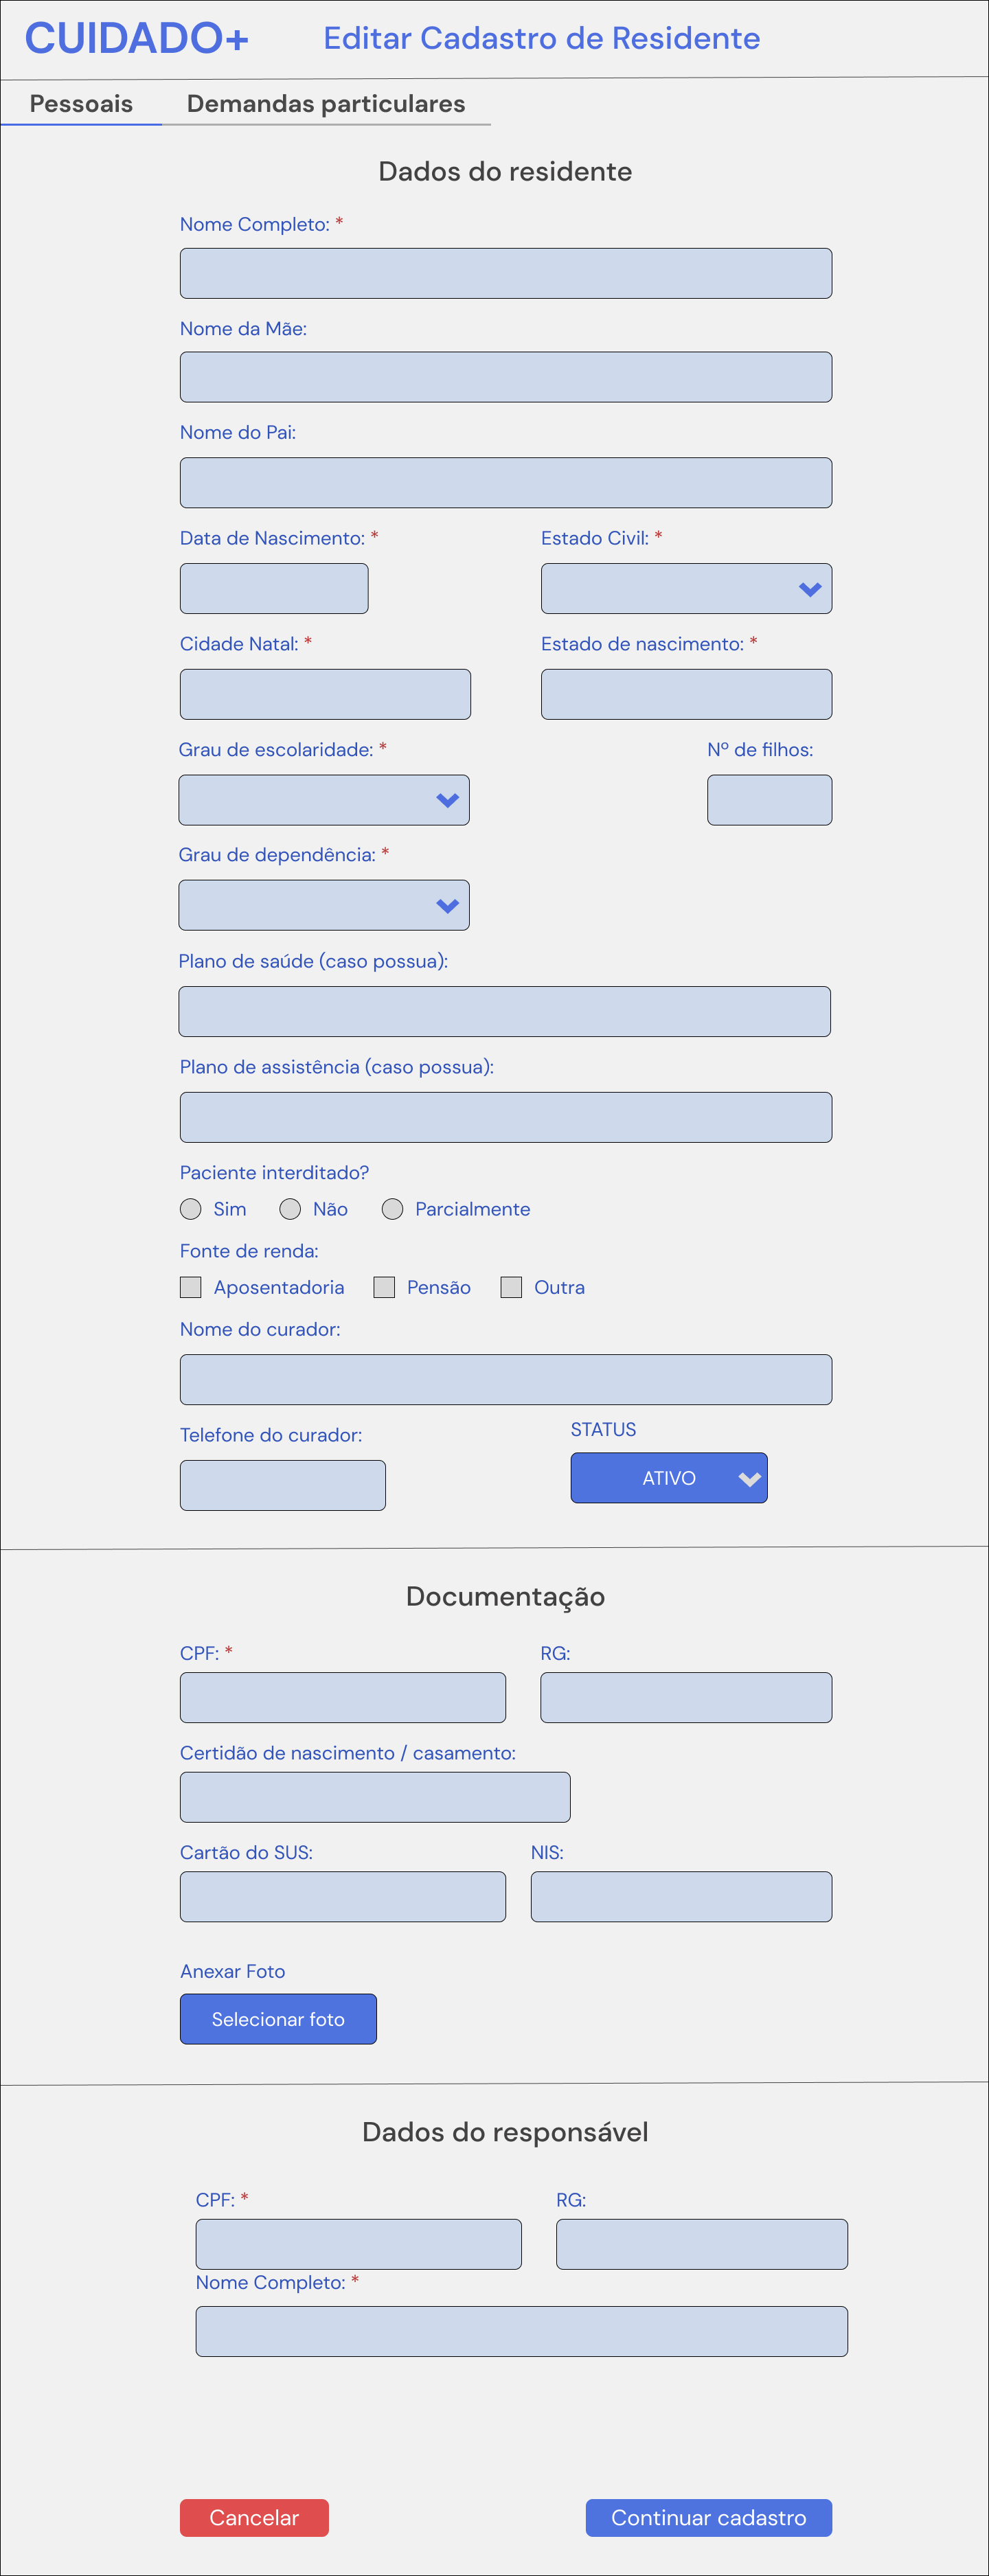 CUIDADO+ Editar Cadastro de Residente
Pessoais Demandas particulares
Dados do residente
Nome Completo: *
Nome da Mãe:
Nome do Pai:
Data de Nascimento: * Estado Civil: *
Cidade Natal: * Estado de nascimento: *
Grau de escolaridade: * Nº de filhos:
Grau de dependência: *
Plano de saúde (caso possua):
Plano de assistência (caso possua):
Paciente interditado?
Sim Não Parcialmente
Fonte de renda:
Aposentadoria Pensão Outra
Nome do curador:
Telefone do curador: STATUS
ATIVO
Documentação
CPF: * RG:
Certidão de nascimento / casamento:
Cartão do SUS: NIS:
Anexar Foto
Selecionar foto
Dados do responsável
CPF: * RG:
Nome Completo: *
Cancelar Continuar cadastro